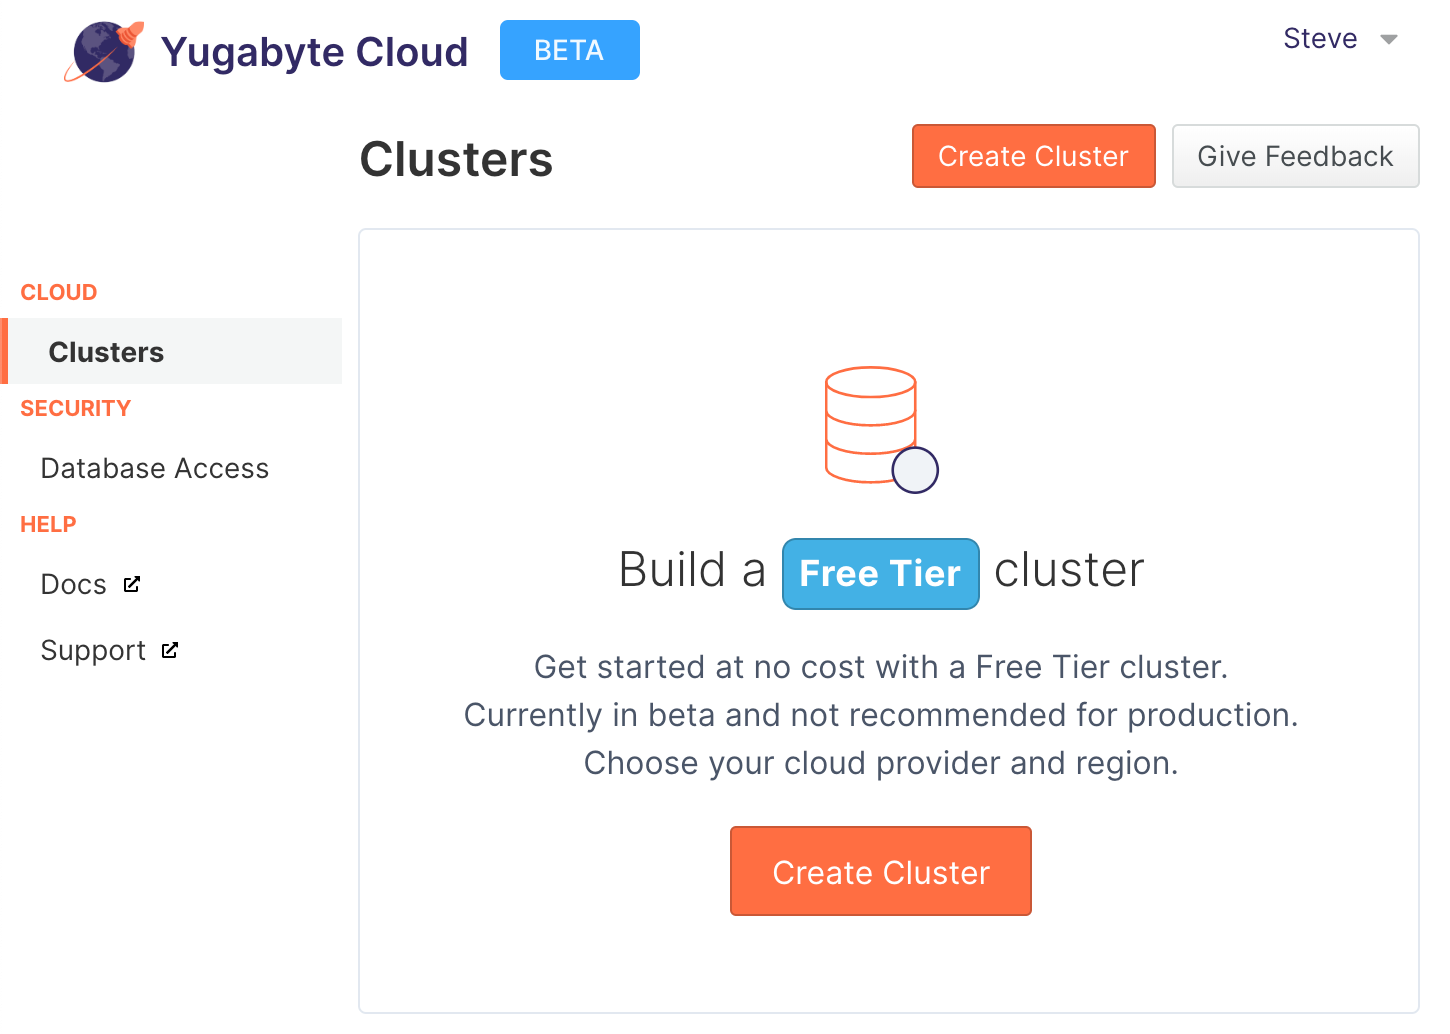 Yugabyte Cloud
BETA
Steve
Clusters
Create Cluster
Give Feedback
CLOUD
Clusters
SECURITY
Database Access
HELP
Docs
Support
Build a Free Tier cluster
Get started at no cost with a Free Tier cluster.
Currently in beta and not recommended for production.
Choose your cloud provider and region.
Create Cluster